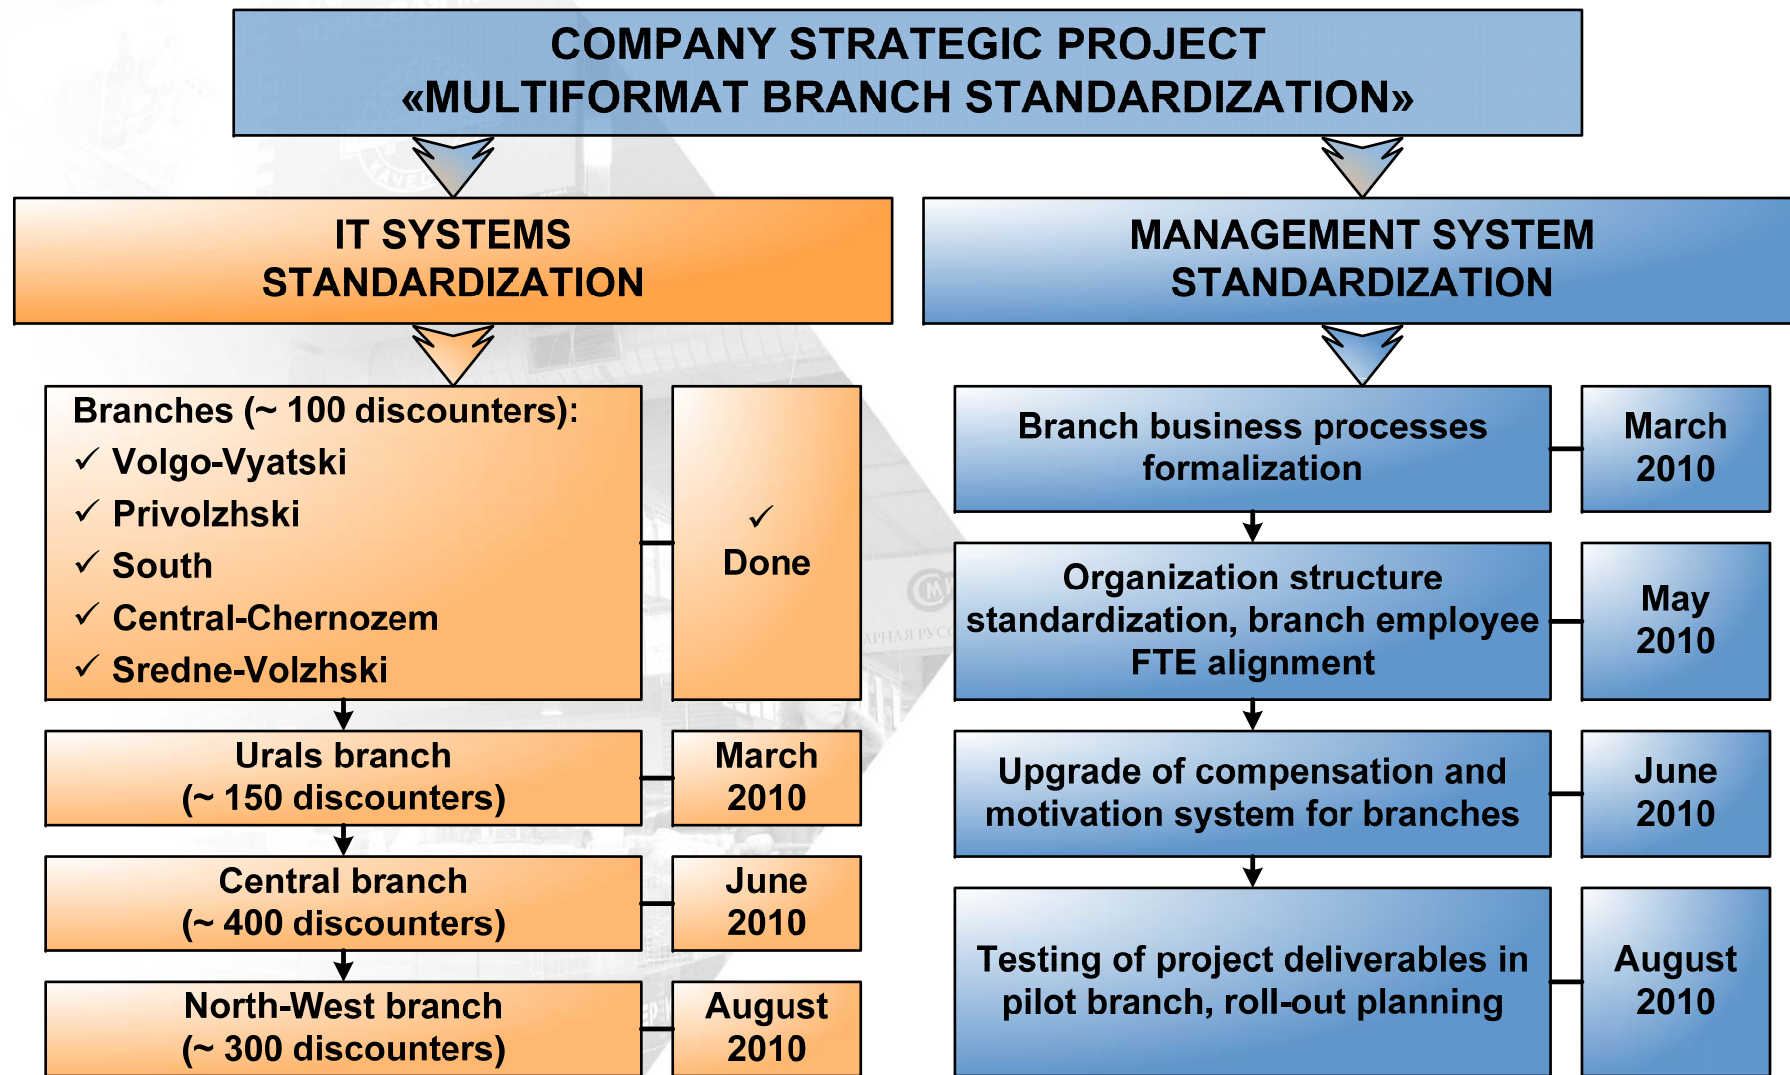 COMPANY STRATEGIC PROJECT
«MULTIFORMAT BRANCH STANDARDIZATION»
IT SYSTEMS
STANDARDIZATION
Branches (~ 100 discounters):
✓ Volgo-Vyatski
✓ Privolzhski
✓ South
✓ Central-Chernozem
✓ Sredne-Volzhski
✓
Done
Urals branch
(~ 150 discounters)
March
2010
Central branch
(~ 400 discounters)
June
2010
North-West branch
(~ 300 discounters)
August
2010
MANAGEMENT SYSTEM
STANDARDIZATION
Branch business processes
formalization
March
2010
Organization structure
standardization, branch employee
FTE alignment
May
2010
Upgrade of compensation and
motivation system for branches
June
2010
Testing of project deliverables in
pilot branch, roll-out planning
August
2010